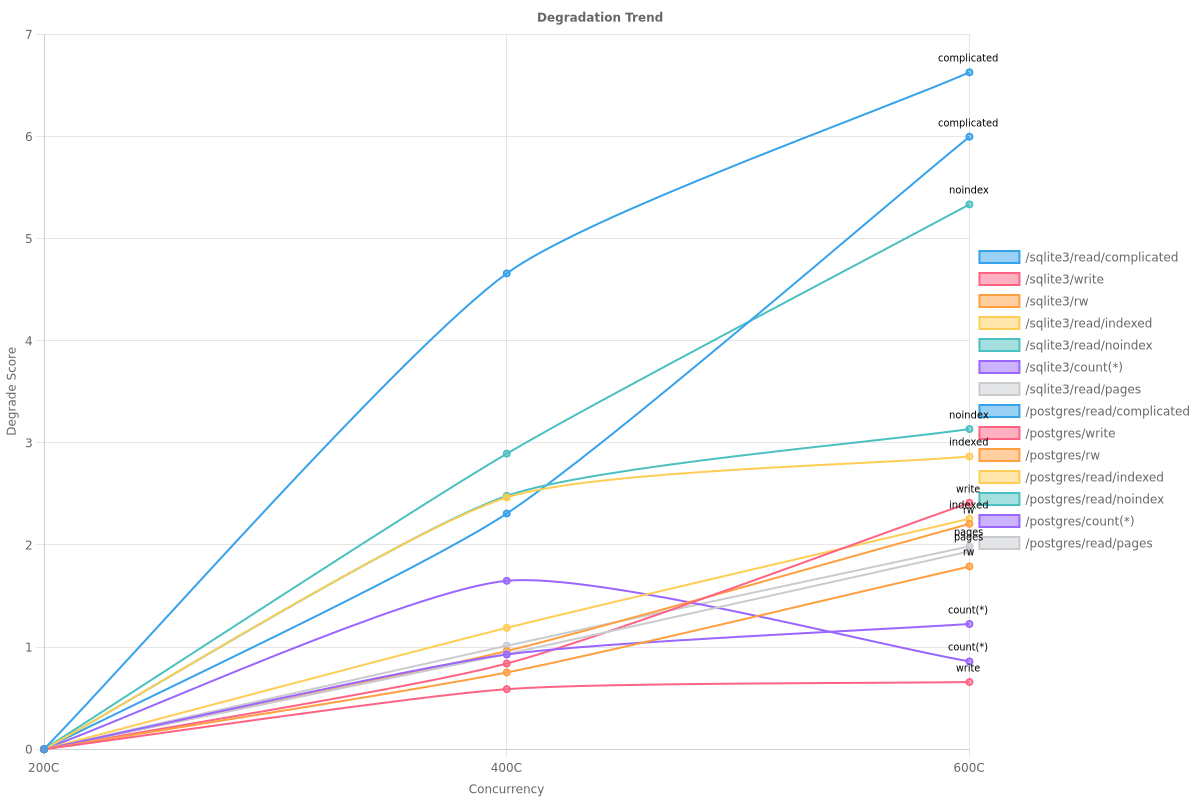 Degradation Trend
7
complicated
6
complicated
noindex
5
/sqlite3/read/complicated
/sqlite3/write
/sqlite3/rw
/sqlite3/read/indexed
4
/sqlite3/read/noindex
/sqlite3/count(*)
/sqlite3/read/pages
Degrade Score
/postgres/read/complicated
noindex
/postgres/write
3
indexed
/postgres/rw
/postgres/read/indexed
write
/postgres/read/noindex
indexed
rw
/postgres/count(*)
pages
pages
2
/postgres/read/pages
rw
count(*)
1
count(*)
write
0
200C
400C
600C
Concurrency